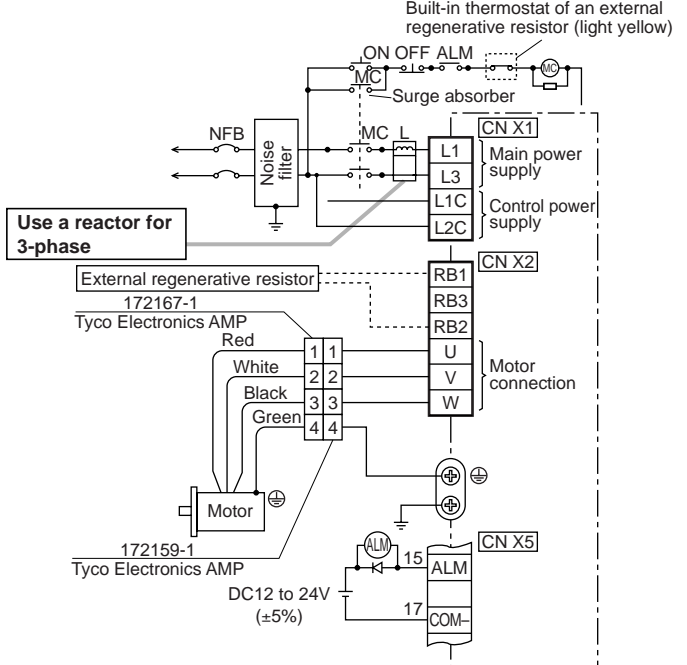 Built-in thermostat of an external
regenerative resistor (light yellow)
ON OFF ALM
MC
MC
Surge absorber
NFB
Noise
filter
MC L
CN X1
L1
L3
L1C
L2C
Main power
supply
Control power
supply
Use a reactor for
3-phase
CN X2
External regenerative resistor
RB1
RB3
RB2
U
V
W
Motor
connection
172167-1
Tyco Electronics AMP
Red
White
Black
Green
1 1
2 2
3 3
4 4
Motor
172159-1
Tyco Electronics AMP
CN X5
ALM
15
ALM
DC12 to 24V
(±5%)
17
COM–